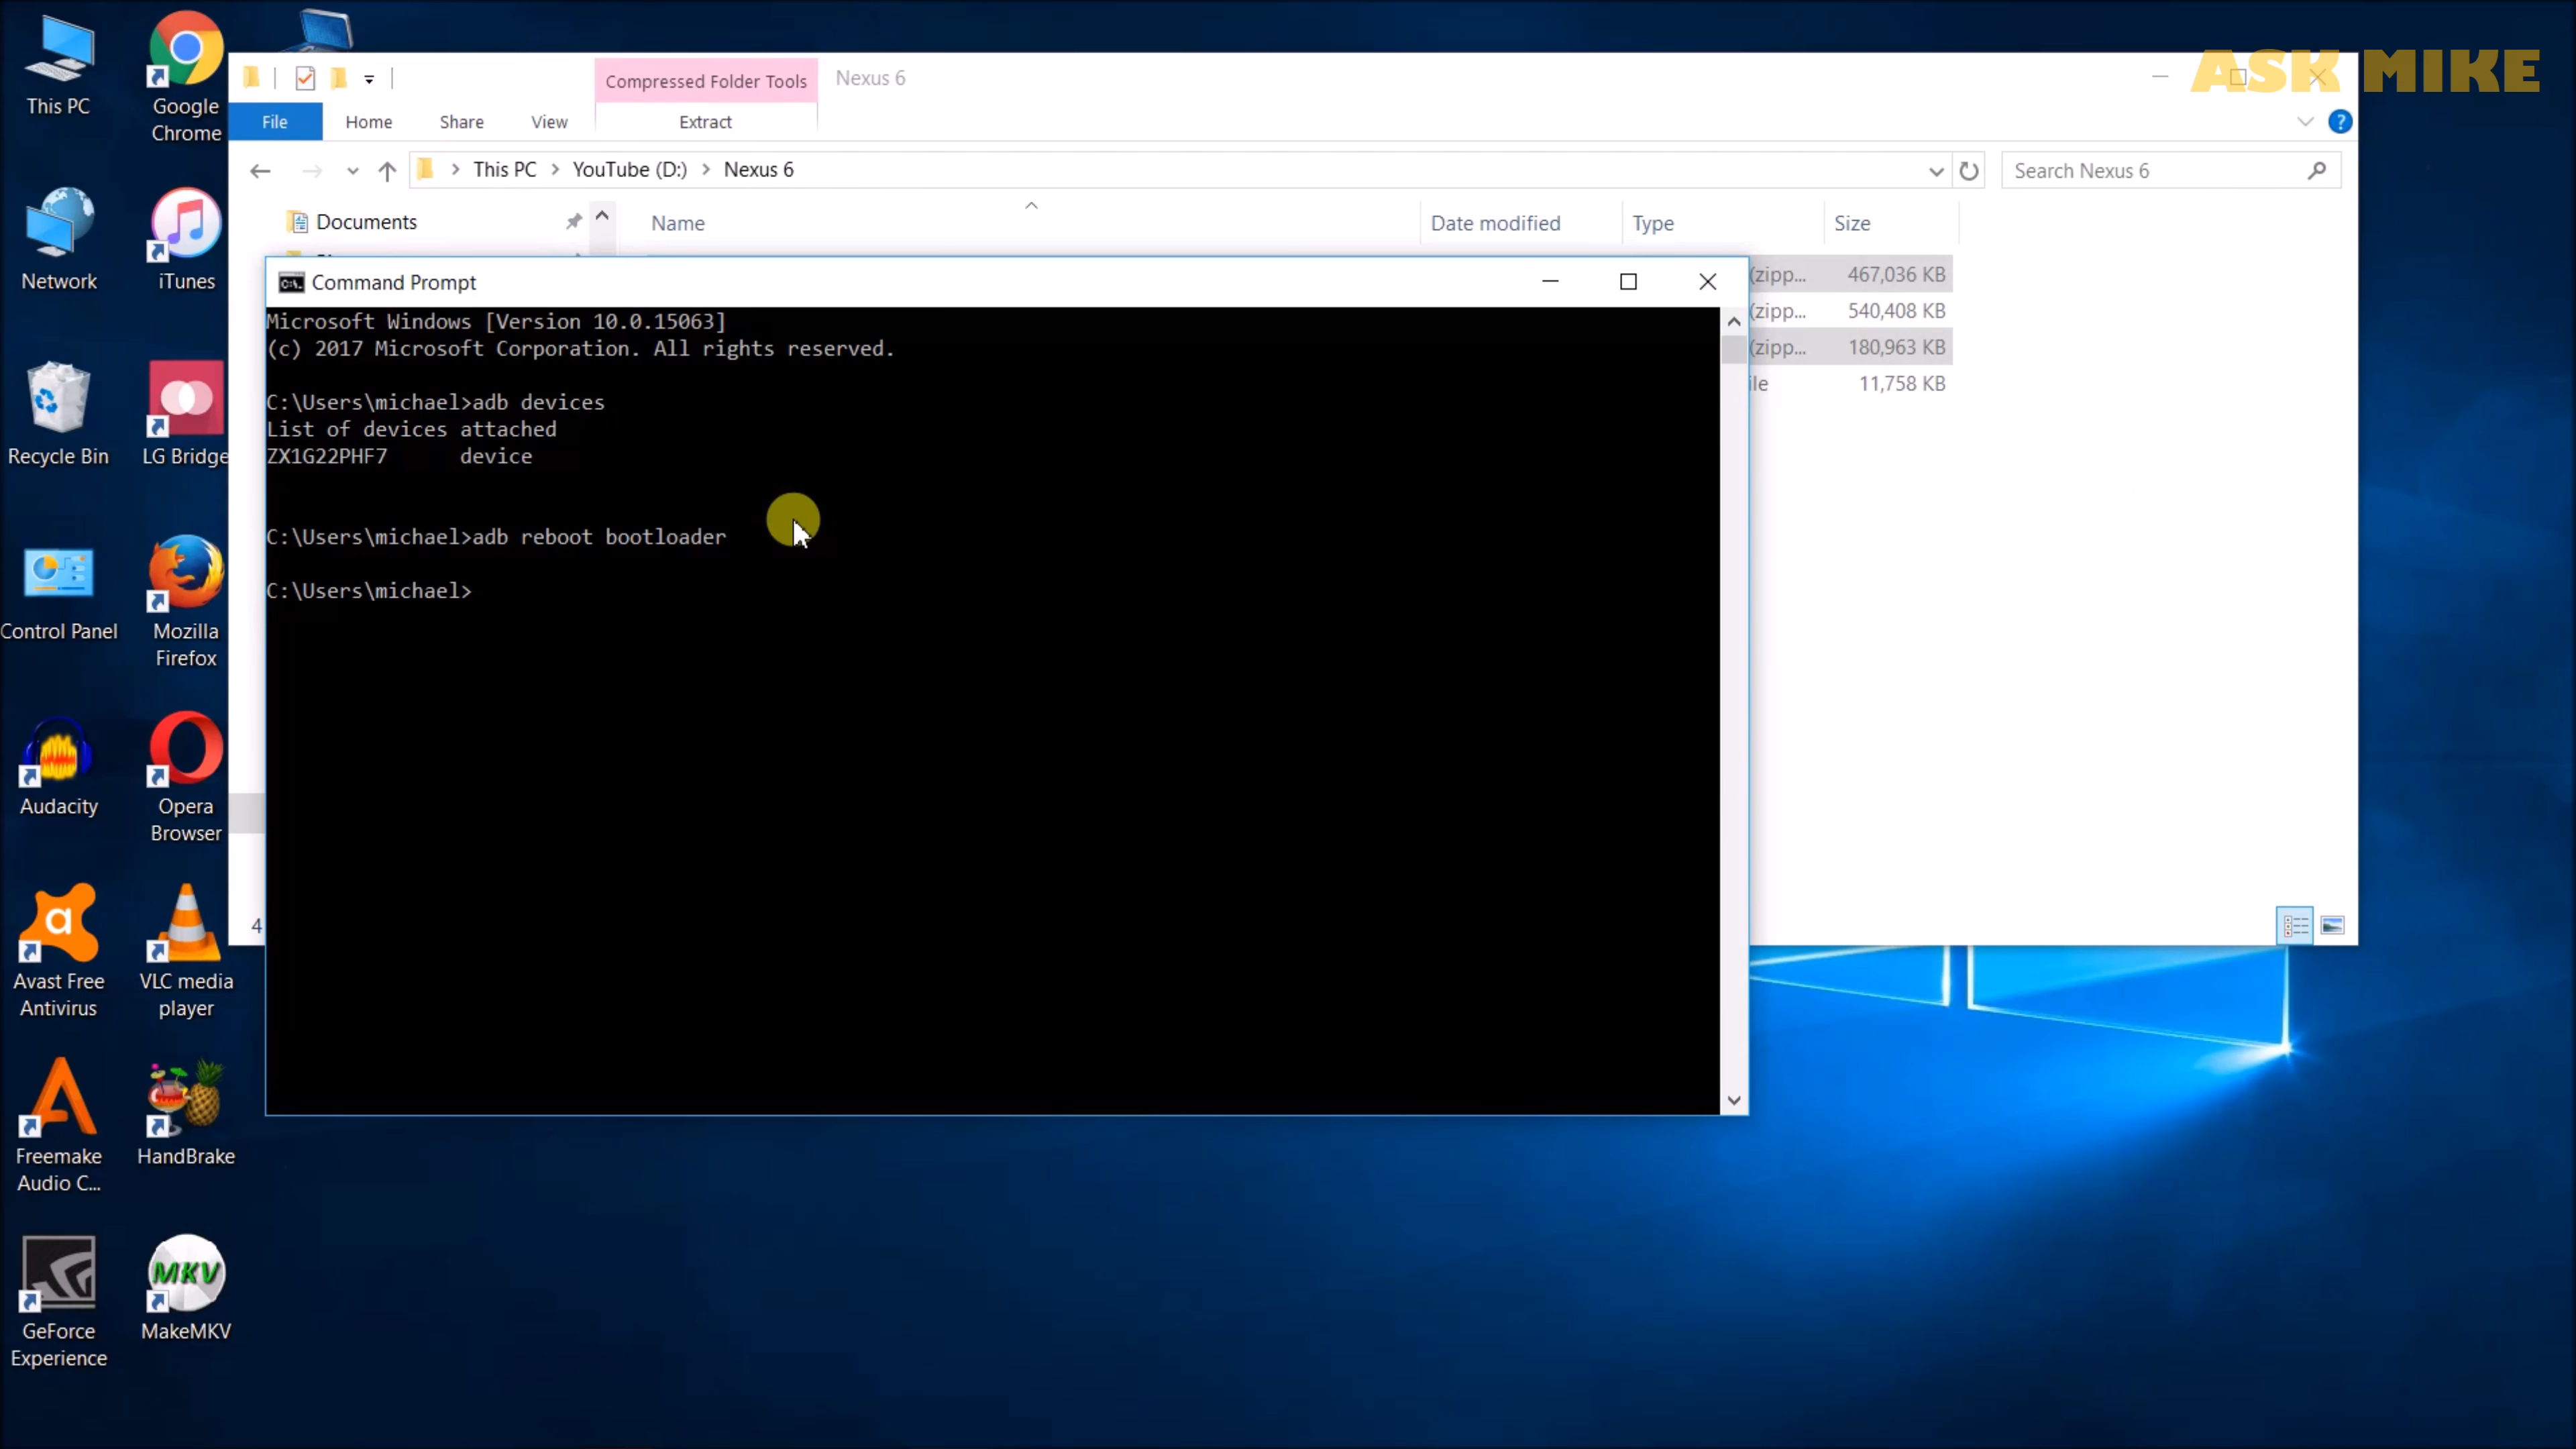 ASK MIKE
This PC
Google
Chrome
Network
iTunes
Recycle Bin
LG Bridge
Control Panel
Mozilla
Firefox
Audacity
Opera
Browser
Avast Free
Antivirus
VLC media
player
Freemake
Audio C...
HandBrake
GeForce
Experience
MKV
MakeMKV
Compressed Folder Tools
Nexus 6
File
Home
Share
View
Extract
This PC > YouTube (D:) > Nexus 6
Search Nexus 6
Documents
Name
Date modified
Type
Size
(zipp... 467,036 KB
(zipp... 540,408 KB
(zipp... 180,963 KB
ile 11,758 KB
4
Command Prompt
Microsoft Windows [Version 10.0.15063]
(c) 2017 Microsoft Corporation. All rights reserved.
C:\Users\michael>adb devices
List of devices attached
ZX1G22PHF7 device
C:\Users\michael>adb reboot bootloader
C:\Users\michael>